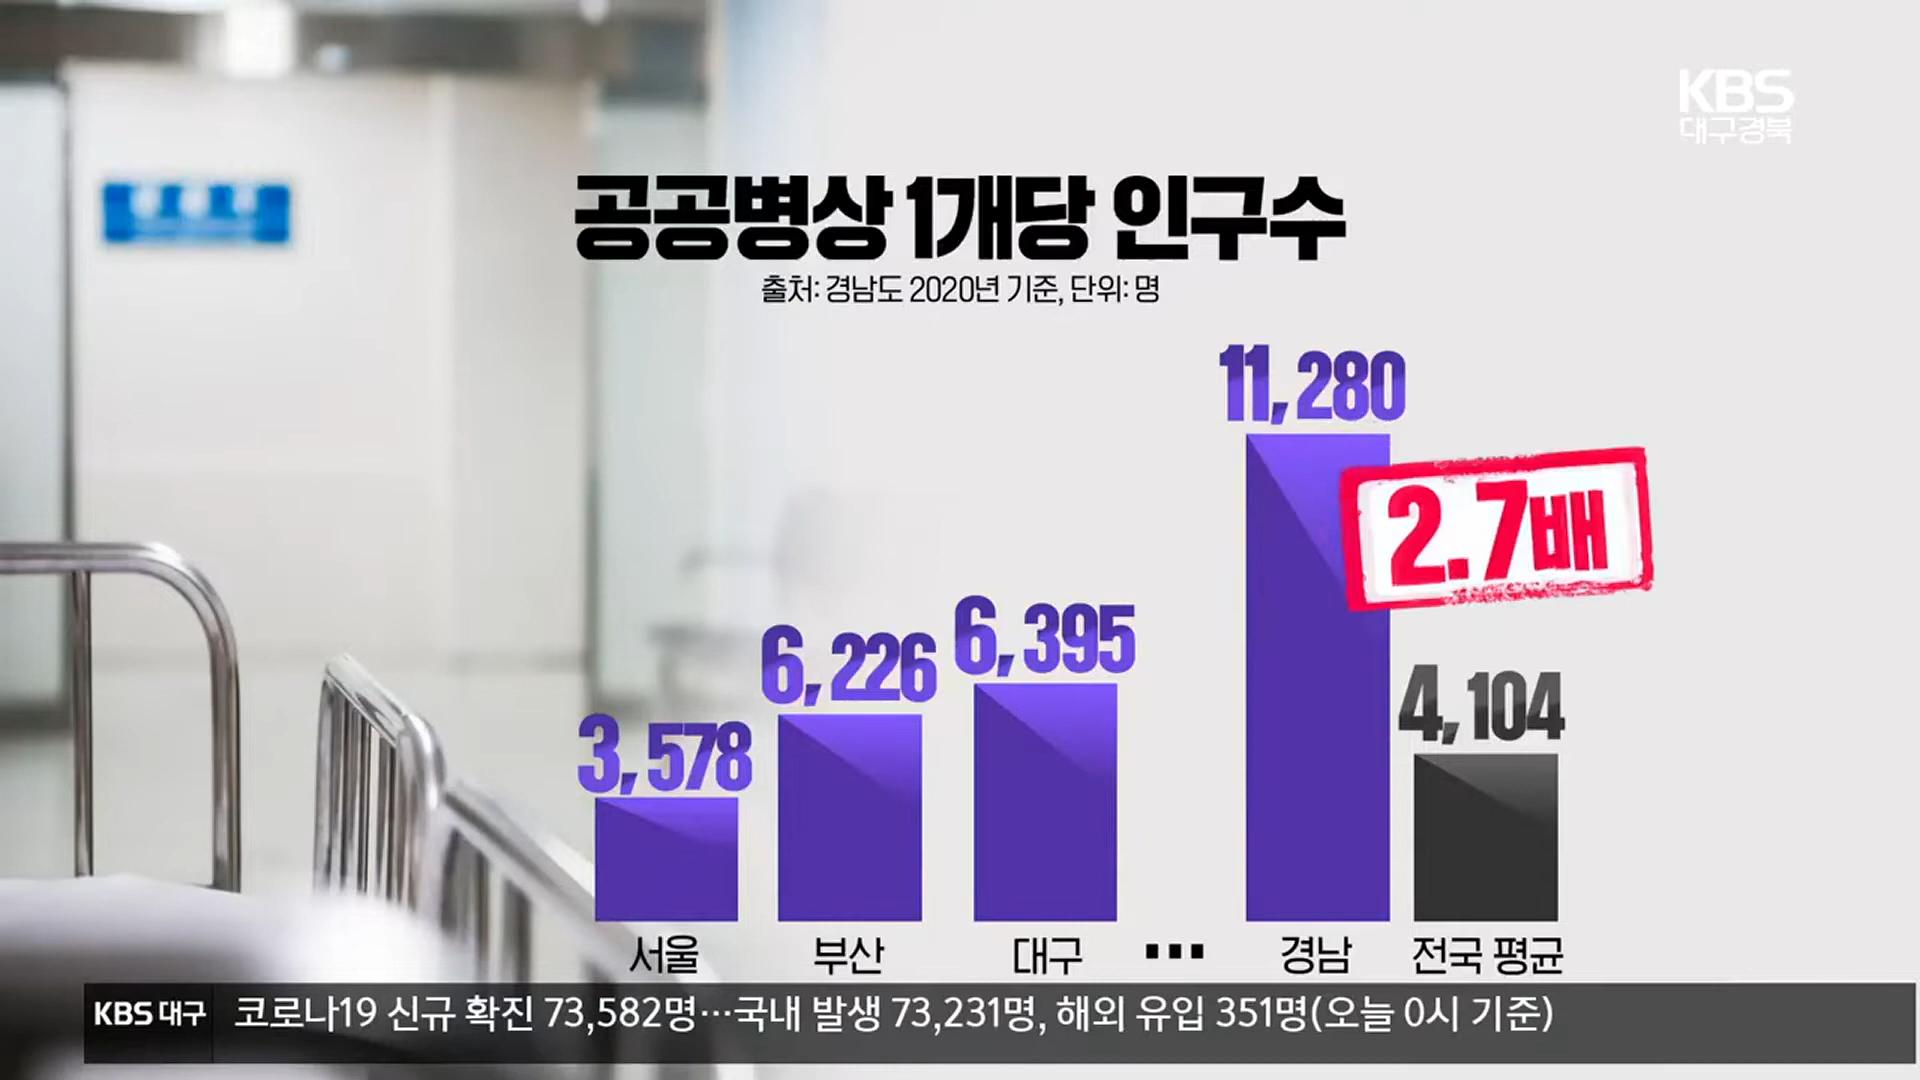 KBS
대구경북
공공병상 1개당 인구수
출처: 경남도 2020년 기준, 단위: 명
3,578
6,226
6,395
11,280
2.7배
4,104
서울
부산
대구
...
경남
전국 평균
KBS 대구
코로나19 신규 확진 73,582명…국내 발생 73,231명, 해외 유입 351명(오늘 0시 기준)